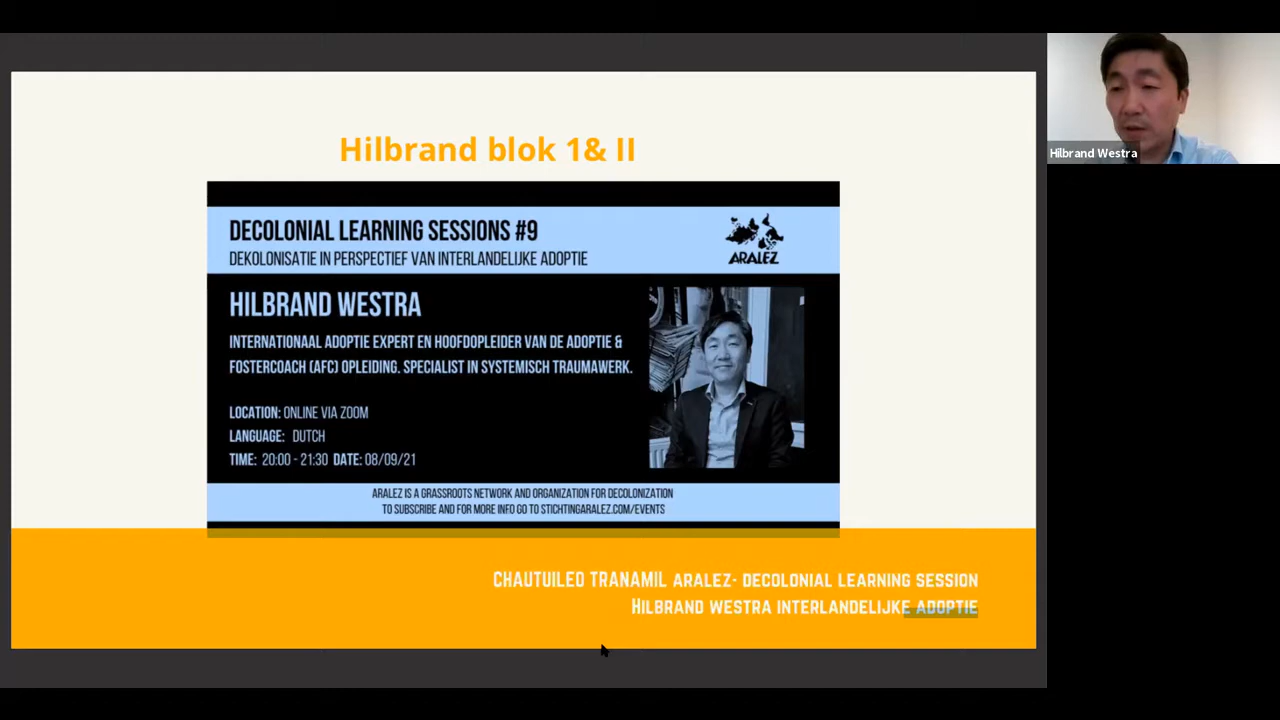 Hilbrand blok 1& II
DECOLONIAL LEARNING SESSIONS #9
DEKOLONISATIE IN PERSPECTIEF VAN INTERLANDELIJKE ADOPTIE
ARALEZ
HILBRAND WESTRA
INTERNATIONAAL ADOPTIE EXPERT EN HOOFDOPLEIDER VAN DE ADOPTIE &
FOSTERCOACH (AFC) OPLEIDING. SPECIALIST IN SYSTEMISCH TRAUMAWERK.
LOCATION: ONLINE VIA ZOOM
LANGUAGE: DUTCH
TIME: 20:00 - 21:30 DATE: 08/09/21
ARALEZ IS A GRASSROOTS NETWORK AND ORGANIZATION FOR DECOLONIZATION
TO SUBSCRIBE AND FOR MORE INFO GO TO STICHTINGARALEZ.COM/EVENTS
CHAUTUILEO TRANAMIL ARALEZ- DECOLONIAL LEARNING SESSION
HILBRAND WESTRA INTERLANDELIJKE ADOPTIE
Hilbrand Westra